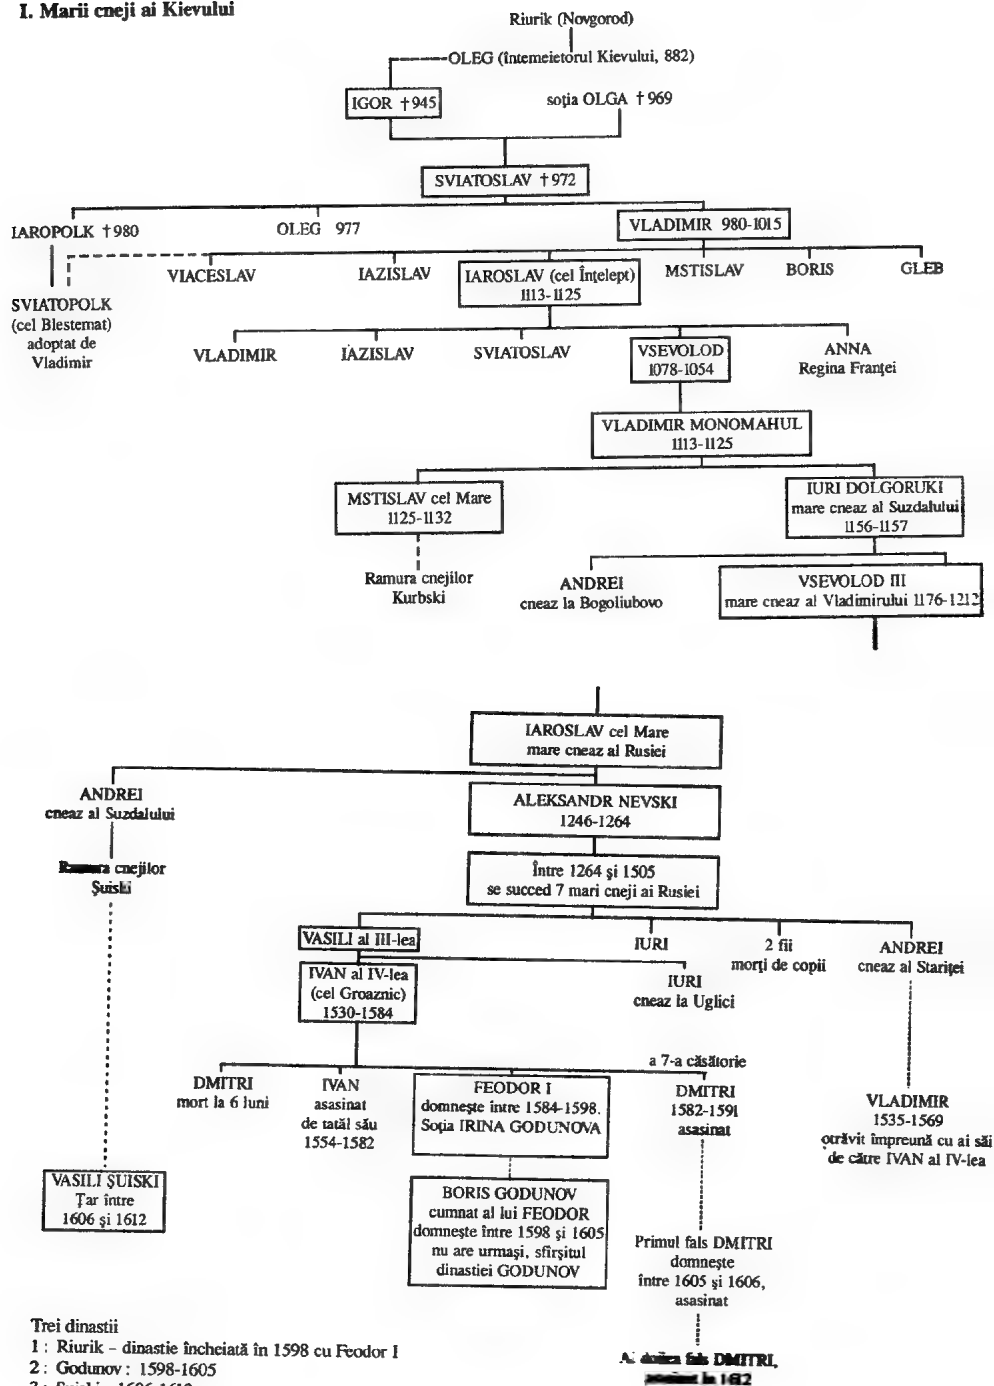 I. Marii cneji ai Kievului
Riurik (Novgorod)
OLEG (întemeietorul Kievului, 882)
IGOR † 945
soția OLGA † 969
SVIATOSLAV † 972
IAROPOLK † 980
OLEG 977
VLADIMIR 980-1015
VIACESLAV
IAZISLAV
IAROSLAV (cel Înțelept)
1113-1125
MSTISLAV
BORIS
GLEB
SVIATOPOLK
(cel Blestemat)
adoptat de
Vladimir
VLADIMIR
IAZISLAV
SVIATOSLAV
VSEVOLOD
1078-1054
ANNA
Regina Franței
VLADIMIR MONOMAHUL
1113-1125
MSTISLAV cel Mare
1125-1132
IURI DOLGORUKI
mare cneaz al Suzdalului
1156-1157
Ramura cnejilor
Kurbski
ANDREI
cneaz la Bogoliubovo
VSEVOLOD III
mare cneaz al Vladimirului 1176-1212
IAROSLAV cel Mare
mare cneaz al Rusiei
ANDREI
cneaz al Suzdalului
ALEKSANDR NEVSKI
1246-1264
Ramura cnejilor
Șuiski
Între 1264 și 1505
se succed 7 mari cneji ai Rusiei
VASILI al III-lea
IURI
2 fii
morți de copii
ANDREI
cneaz al Stariței
IVAN al IV-lea
(cel Groaznic)
1530-1584
IURI
cneaz la Uglici
a 7-a căsătorie
DMITRI
mort la 6 luni
IVAN
asasinat
de tatăl său
1554-1582
FEODOR I
domnește între 1584-1598.
Soția IRINA GODUNOVA
DMITRI
1582-1591
asasinat
VLADIMIR
1535-1569
otrăvit împreună cu ai săi
de către IVAN al IV-lea
VASILI ȘUISKI
Țar între
1606 și 1612
BORIS GODUNOV
cumnat al lui FEODOR
domnește între 1598 și 1605
nu are urmași, sfîrșitul
dinastiei GODUNOV
Primul fals DMITRI
domnește
între 1605 și 1606,
asasinat
Al doilea fals DMITRI,
asasinat în 1612
Trei dinastii
1 : Riurik – dinastie încheiată în 1598 cu Feodor I
2 : Godunov : 1598-1605